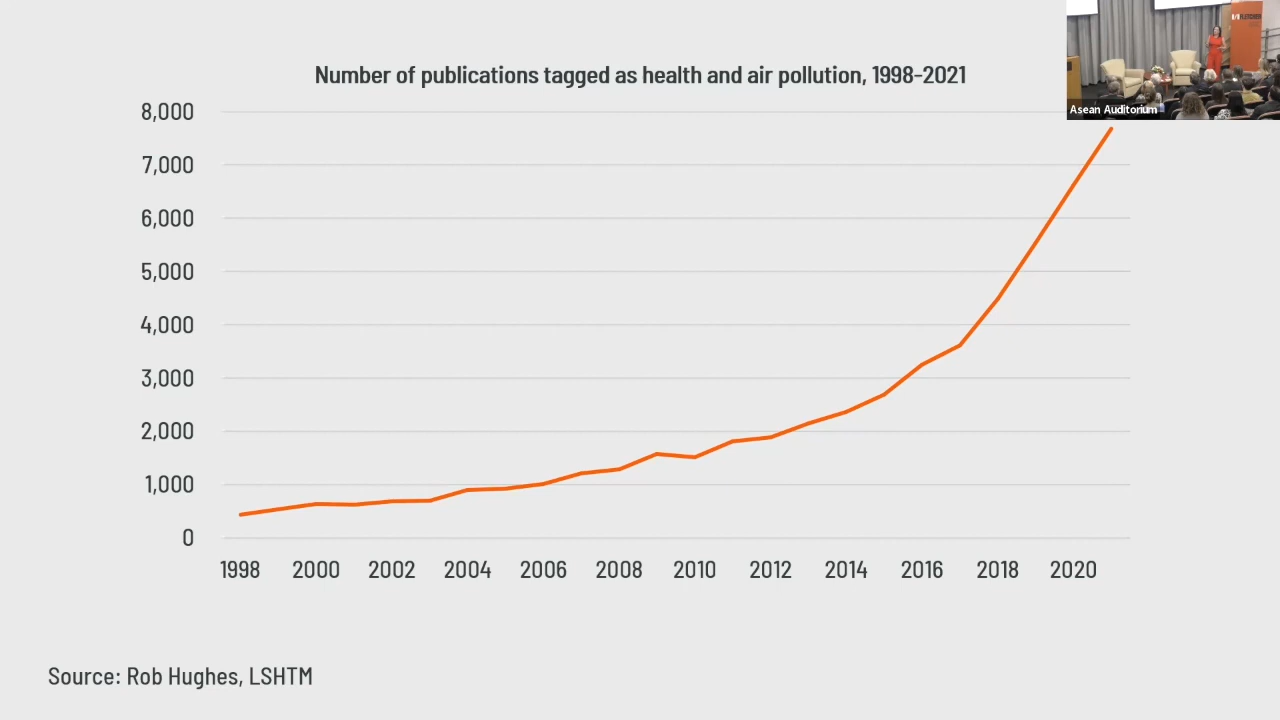 Number of publications tagged as health and air pollution, 1998-2021
8,000
7,000
6,000
5,000
4,000
3,000
2,000
1,000
0
1998 2000 2002 2004 2006 2008 2010 2012 2014 2016 2018 2020
Source: Rob Hughes, LSHTM
Asean Auditorium